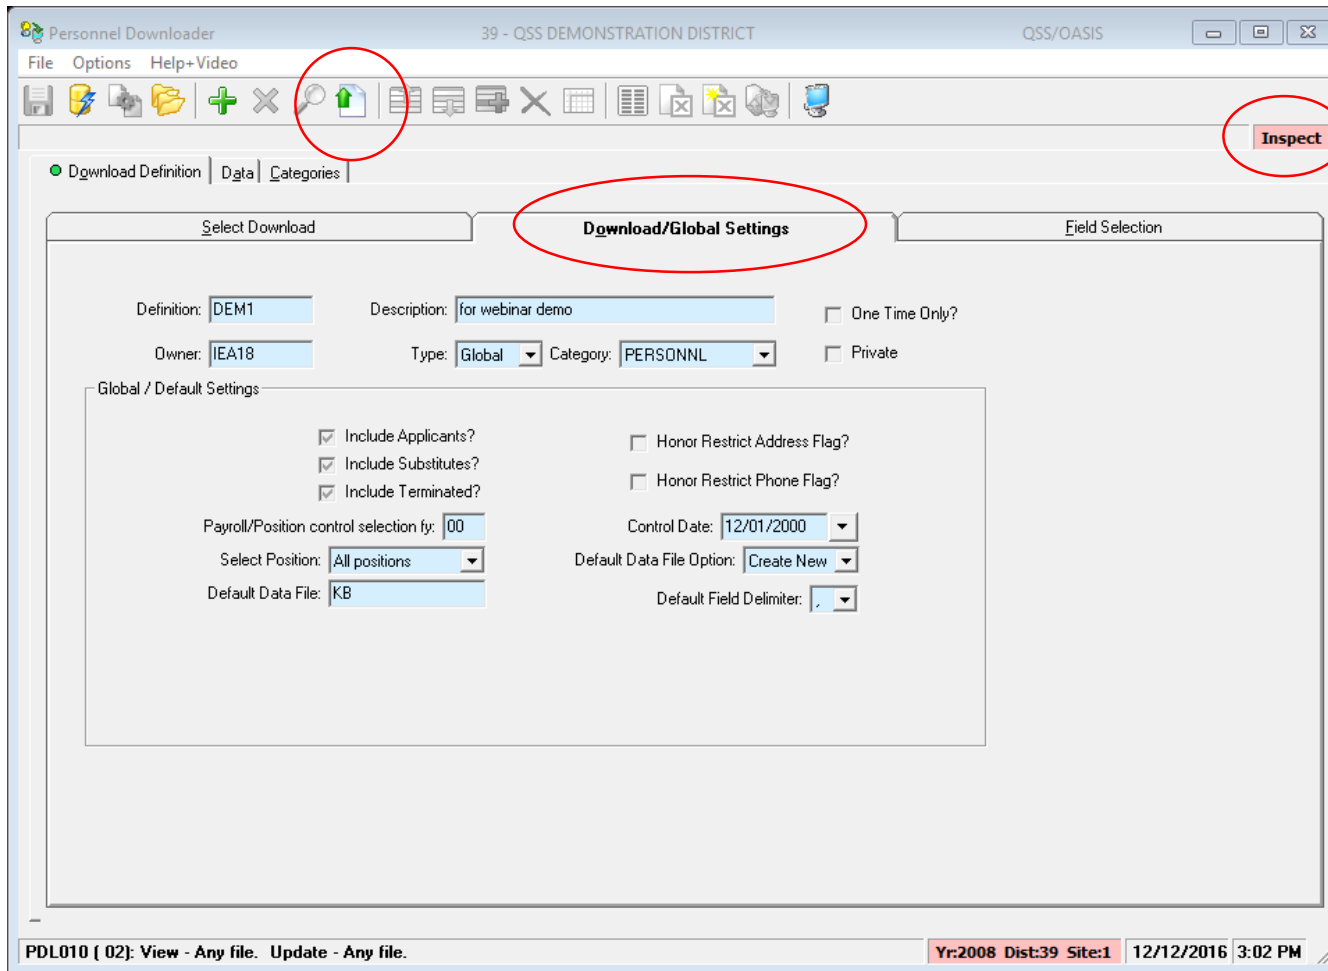 Personnel Downloader 39 - QSS DEMONSTRATION DISTRICT QSS/OASIS
File Options Help+Video
Inspect
Download Definition Data Categories
Select Download Download/Global Settings Field Selection
Definition: DEM1 Description: for webinar demo One Time Only?
Owner: IEA18 Type: Global Category: PERSONNL Private
Global / Default Settings
Include Applicants? Honor Restrict Address Flag?
Include Substitutes?
Include Terminated? Honor Restrict Phone Flag?
Payroll/Position control selection fy: 00 Control Date: 12/01/2000
Select Position: All positions Default Data File Option: Create New
Default Data File: KB Default Field Delimiter: ,
PDL010 ( 02): View - Any file. Update - Any file. Yr:2008 Dist:39 Site:1 12/12/2016 3:02 PM